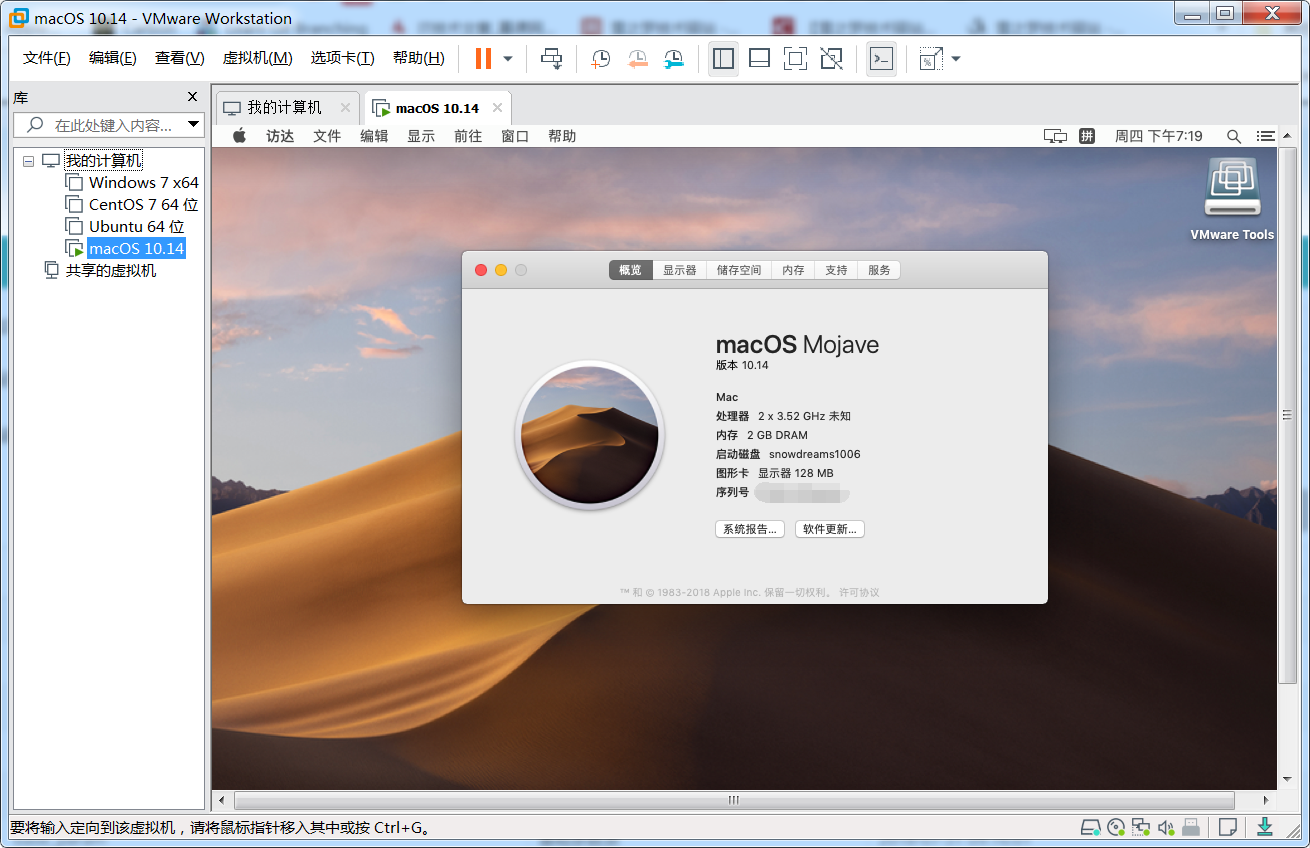 macOS 10.14 - VMware Workstation
文件(F) 编辑(E) 查看(V) 虚拟机(M) 选项卡(T) 帮助(H)
库
在此处键入内容...
我的计算机
Windows 7 x64
CentOS 7 64 位
Ubuntu 64 位
macOS 10.14
共享的虚拟机
我的计算机 macOS 10.14
访达 文件 编辑 显示 前往 窗口 帮助 拼 周四 下午7:19
VMware Tools
概览 显示器 储存空间 内存 支持 服务
macOS Mojave
版本 10.14
Mac
处理器 2 x 3.52 GHz 未知
内存 2 GB DRAM
启动磁盘 snowdreams1006
图形卡 显示器 128 MB
序列号
系统报告... 软件更新...
™ 和 © 1983-2018 Apple Inc. 保留一切权利。 许可协议
要将输入定向到该虚拟机，请将鼠标指针移入其中或按 Ctrl+G。